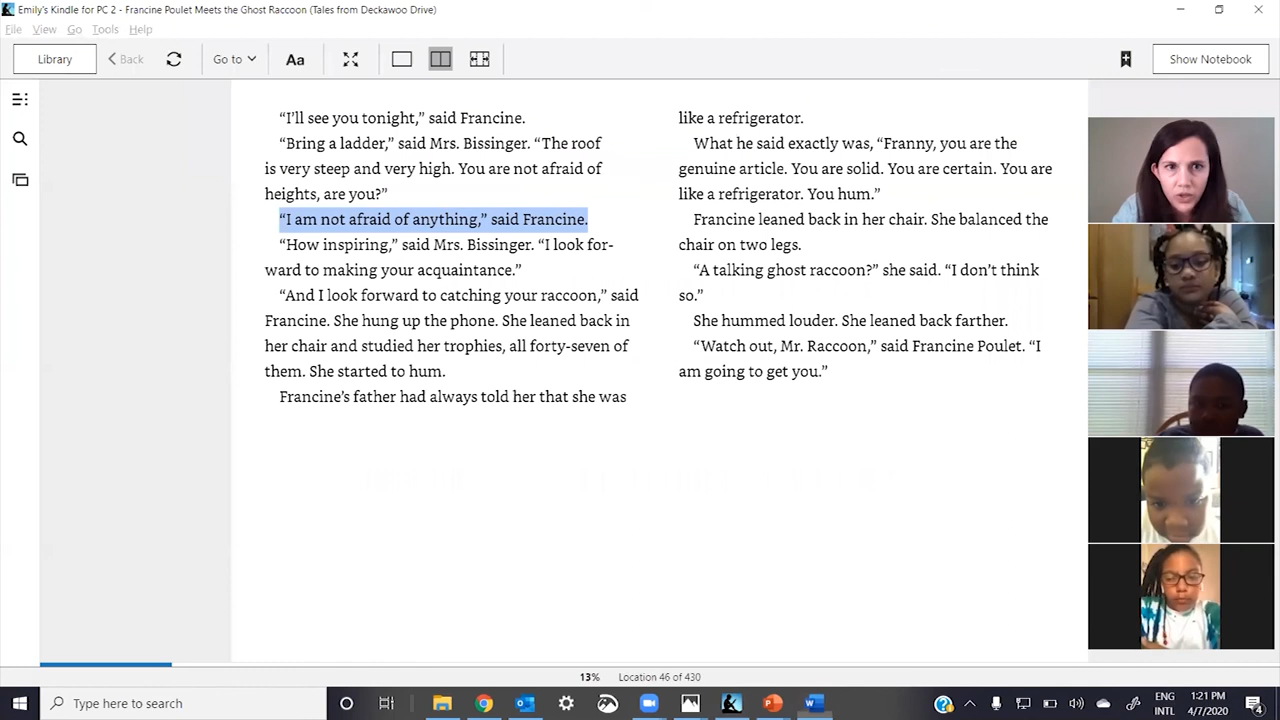 Emily's Kindle for PC 2 - Francine Poulet Meets the Ghost Raccoon (Tales from Deckawoo Drive)
File View Go Tools Help
Library Back Go to Aa Show Notebook
“I’ll see you tonight,” said Francine.
“Bring a ladder,” said Mrs. Bissinger. “The roof
is very steep and very high. You are not afraid of
heights, are you?”
“I am not afraid of anything,” said Francine.
“How inspiring,” said Mrs. Bissinger. “I look for-
ward to making your acquaintance.”
“And I look forward to catching your raccoon,” said
Francine. She hung up the phone. She leaned back in
her chair and studied her trophies, all forty-seven of
them. She started to hum.
Francine’s father had always told her that she was
like a refrigerator.
What he said exactly was, “Franny, you are the
genuine article. You are solid. You are certain. You are
like a refrigerator. You hum.”
Francine leaned back in her chair. She balanced the
chair on two legs.
“A talking ghost raccoon?” she said. “I don’t think
so.”
She hummed louder. She leaned back farther.
“Watch out, Mr. Raccoon,” said Francine Poulet. “I
am going to get you.”
13% Location 46 of 430
Type here to search
ENG
INTL
1:21 PM
4/7/2020
4